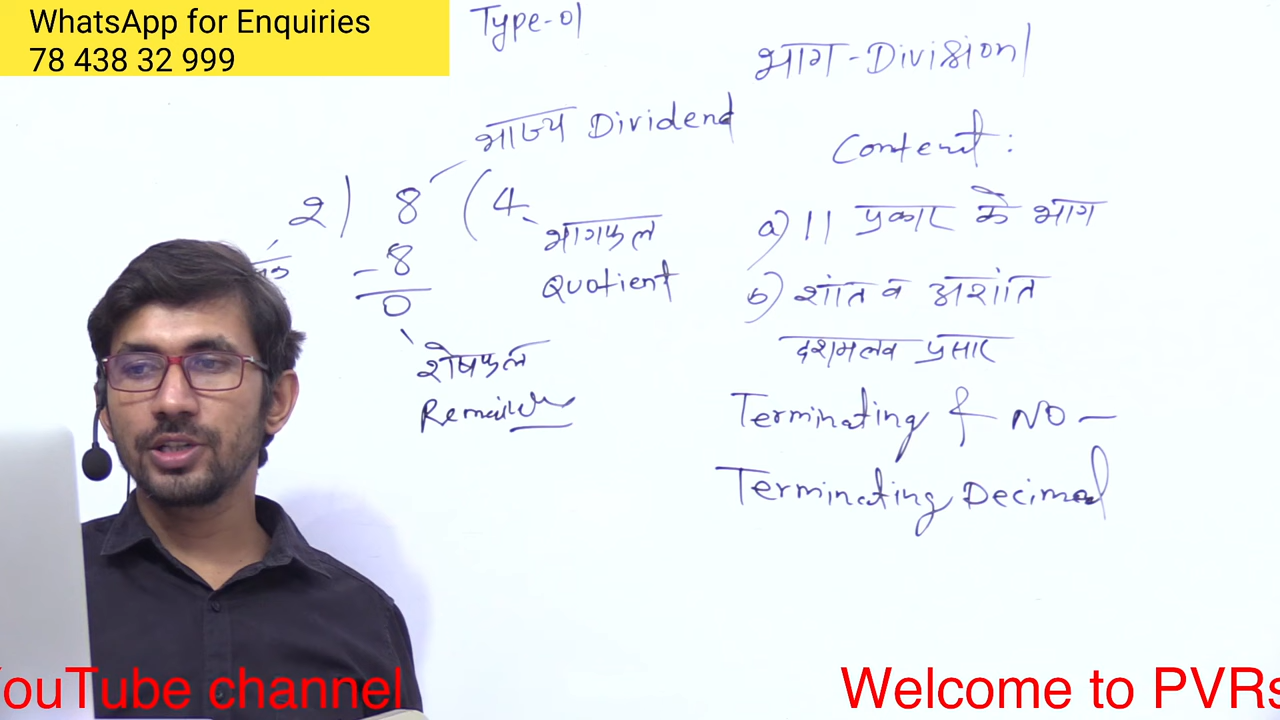 WhatsApp for Enquiries
78 438 32 999
Type-01
भाग-Division
भाज्य Dividend
2) 8 (4
-8
0
भागफल
Quotient
शेषफल
Content:
a) 11 प्रकार के भाग
b) शांत व अशांत
दशमलव प्रसार
Terminating & NO-
Terminating Decimal
YouTube channel
Welcome to PVRs